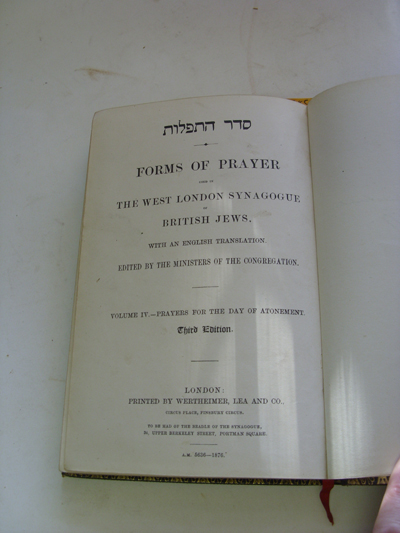 סדר התפלות
FORMS OF PRAYER
USED IN
THE WEST LONDON SYNAGOGUE
OF
BRITISH JEWS,
WITH AN ENGLISH TRANSLATION.
EDITED BY THE MINISTERS OF THE CONGREGATION.
VOLUME IV.—PRAYERS FOR THE DAY OF ATONEMENT.
Third Edition.
LONDON:
PRINTED BY WERTHEIMER, LEA AND CO.,
CIRCUS PLACE, FINSBURY CIRCUS.
TO BE HAD OF THE BEADLE OF THE SYNAGOGUE,
UPPER BERKELEY STREET, PORTMAN SQUARE.
A.M.